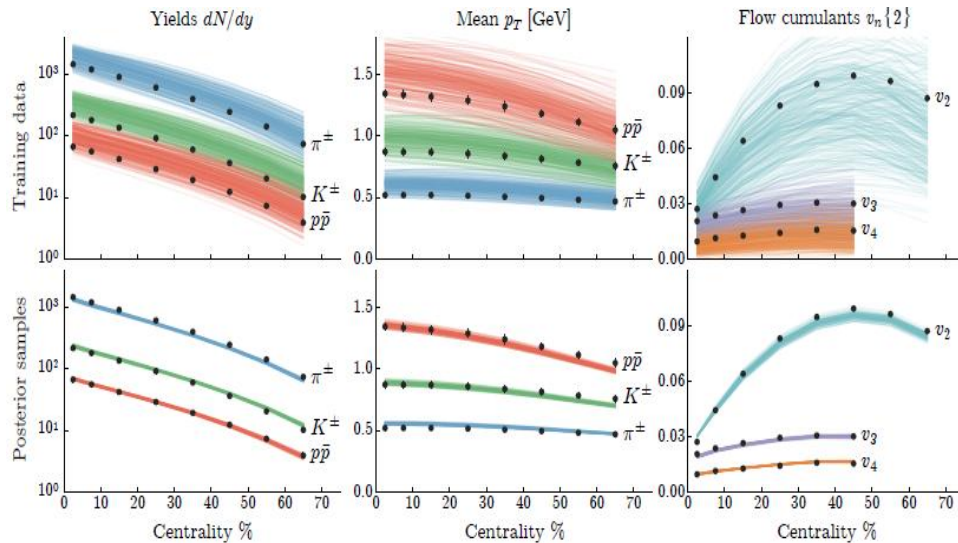 Yields dN/dy
Mean p_T [GeV]
Flow cumulants v_n{2}
Training data
10³
10²
10¹
10⁰
π±
K±
pp̄
1.5
1.0
0.5
0.0
pp̄
K±
π±
0.09
0.06
0.03
0.00
v₂
v₃
v₄
Posterior samples
10³
10²
10¹
10⁰
π±
K±
pp̄
0 10 20 30 40 50 60 70
Centrality %
1.5
1.0
0.5
0.0
pp̄
K±
π±
0 10 20 30 40 50 60 70
Centrality %
0.09
0.06
0.03
0.00
v₂
v₃
v₄
0 10 20 30 40 50 60 70
Centrality %